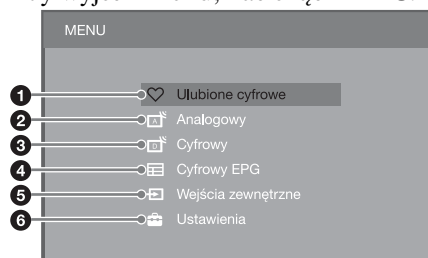 MENU
1 Ulubione cyfrowe
2 Analogowy
3 Cyfrowy
4 Cyfrowy EPG
5 Wejścia zewnętrzne
6 Ustawienia